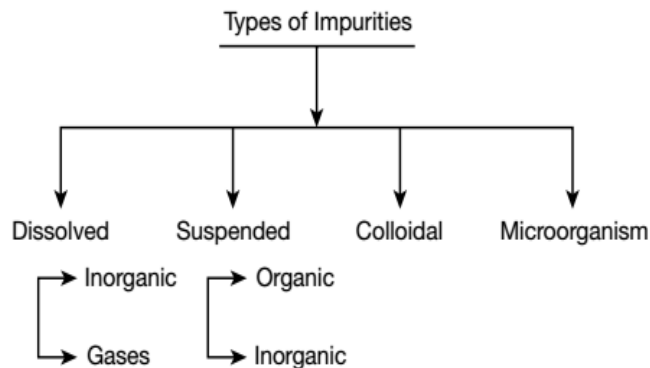 Types of Impurities
Dissolved Suspended Colloidal Microorganism
Inorganic Organic
Gases Inorganic